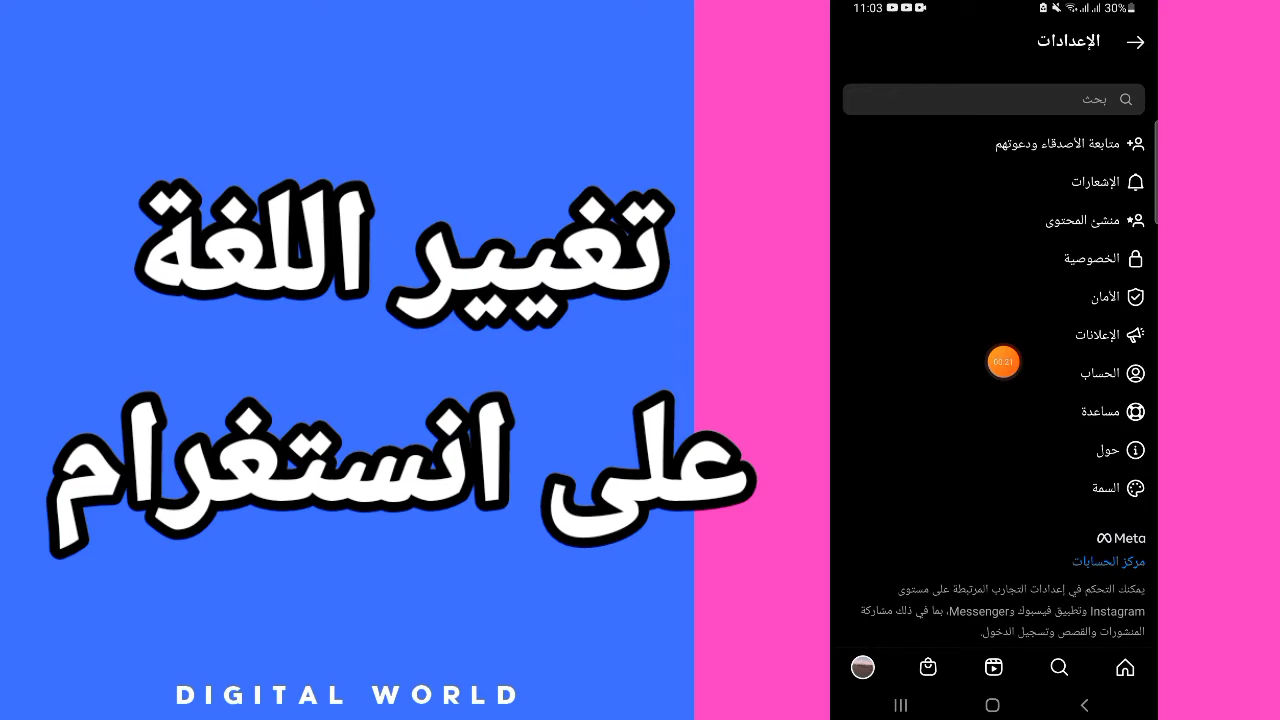 تغيير اللغة
على انستغرام
DIGITAL WORLD
11:03
30%
الإعدادات
بحث
متابعة الأصدقاء ودعوتهم
الإشعارات
منشئ المحتوى
الخصوصية
الأمان
الإعلانات
00:21
الحساب
مساعدة
حول
السمة
Meta
مركز الحسابات
يمكنك التحكم في إعدادات التجارب المرتبطة على مستوى
Instagram وتطبيق فيسبوك وMessenger، بما في ذلك مشاركة
المنشورات والقصص وتسجيل الدخول.